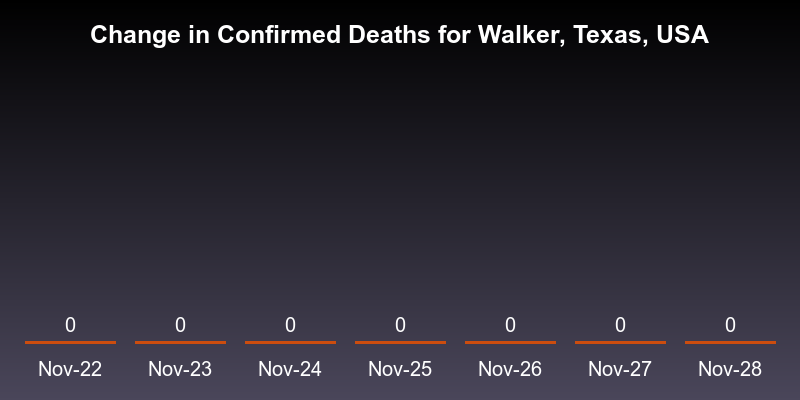 Change in Confirmed Deaths for Walker, Texas, USA
0 0 0 0 0 0 0
Nov-22 Nov-23 Nov-24 Nov-25 Nov-26 Nov-27 Nov-28